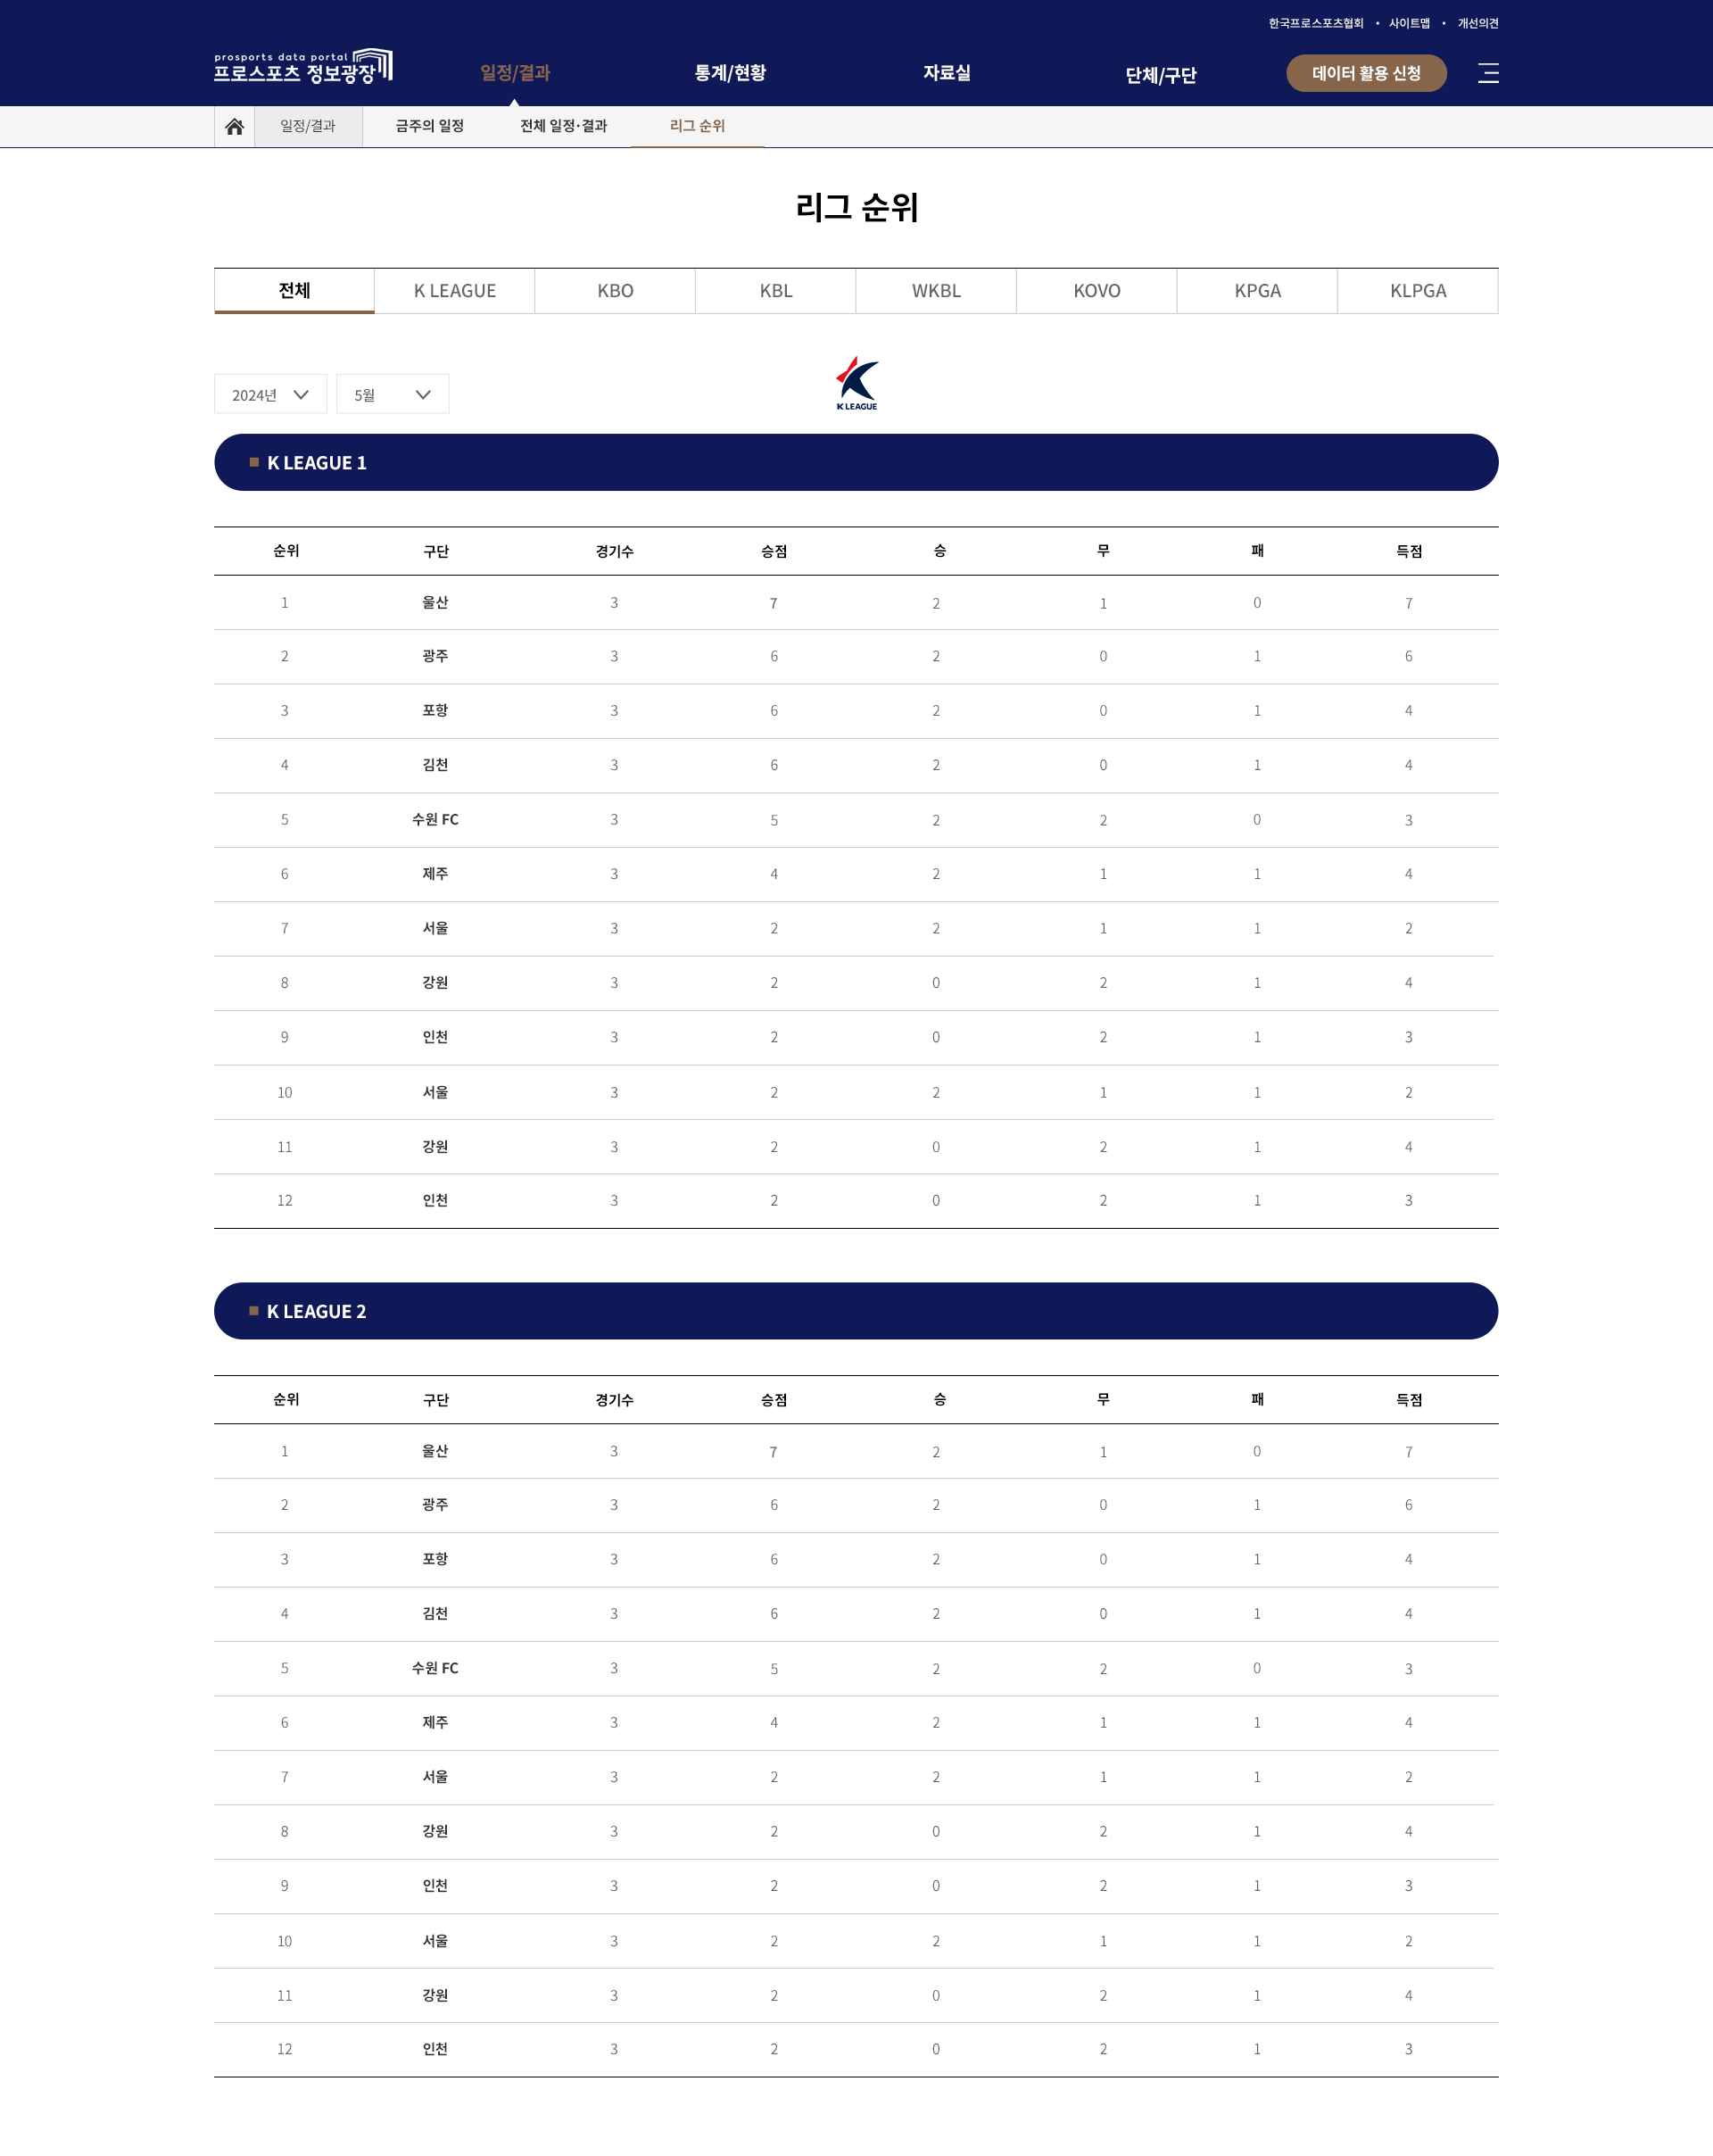 한국프로스포츠협회 • 사이트맵 • 개선의견
prosports data portal
프로스포츠 정보광장
일정/결과 통계/현황 자료실 단체/구단 데이터 활용 신청
일정/결과 금주의 일정 전체 일정·결과 리그 순위
리그 순위
전체 K LEAGUE KBO KBL WKBL KOVO KPGA KLPGA
2024년 5월
K LEAGUE
K LEAGUE 1
순위 구단 경기수 승점 승 무 패 득점
1 울산 3 7 2 1 0 7
2 광주 3 6 2 0 1 6
3 포항 3 6 2 0 1 4
4 김천 3 6 2 0 1 4
5 수원 FC 3 5 2 2 0 3
6 제주 3 4 2 1 1 4
7 서울 3 2 2 1 1 2
8 강원 3 2 0 2 1 4
9 인천 3 2 0 2 1 3
10 서울 3 2 2 1 1 2
11 강원 3 2 0 2 1 4
12 인천 3 2 0 2 1 3
K LEAGUE 2
순위 구단 경기수 승점 승 무 패 득점
1 울산 3 7 2 1 0 7
2 광주 3 6 2 0 1 6
3 포항 3 6 2 0 1 4
4 김천 3 6 2 0 1 4
5 수원 FC 3 5 2 2 0 3
6 제주 3 4 2 1 1 4
7 서울 3 2 2 1 1 2
8 강원 3 2 0 2 1 4
9 인천 3 2 0 2 1 3
10 서울 3 2 2 1 1 2
11 강원 3 2 0 2 1 4
12 인천 3 2 0 2 1 3